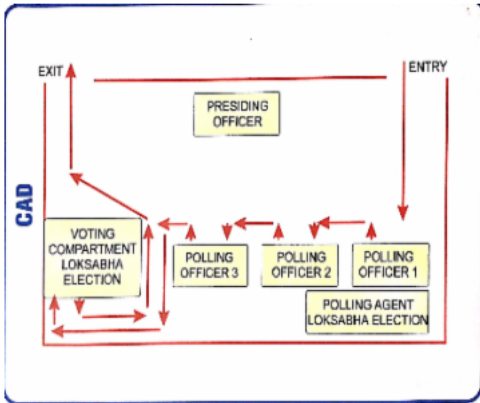 EXIT
ENTRY
PRESIDING
OFFICER
CAD
VOTING
COMPARTMENT
LOKSABHA
ELECTION
POLLING
OFFICER 3
POLLING
OFFICER 2
POLLING
OFFICER 1
POLLING AGENT
LOKSABHA ELECTION